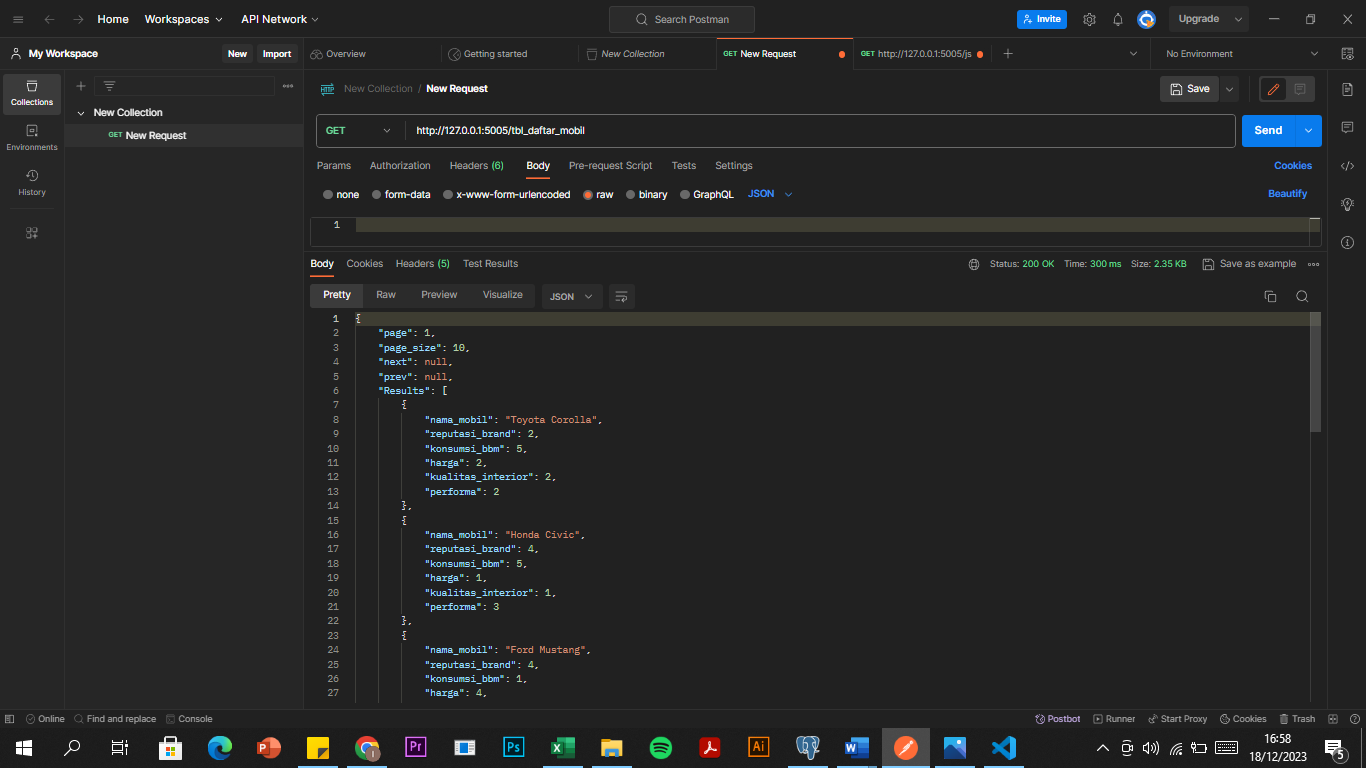 Home Workspaces API Network Search Postman Invite Upgrade
My Workspace New Import Overview Getting started New Collection GET New Request GET http://127.0.0.1:5005/js No Environment
Collections
Environments
History
New Collection
GET New Request
HTTP New Collection / New Request Save
GET http://127.0.0.1:5005/tbl_daftar_mobil Send
Params Authorization Headers (6) Body Pre-request Script Tests Settings Cookies
none form-data x-www-form-urlencoded raw binary GraphQL JSON Beautify
1
Body Cookies Headers (5) Test Results Status: 200 OK Time: 300 ms Size: 2.35 KB Save as example
Pretty Raw Preview Visualize JSON
1 {
2 "page": 1,
3 "page_size": 10,
4 "next": null,
5 "prev": null,
6 "Results": [
7 {
8 "nama_mobil": "Toyota Corolla",
9 "reputasi_brand": 2,
10 "konsumsi_bbm": 5,
11 "harga": 2,
12 "kualitas_interior": 2,
13 "performa": 2
14 },
15 {
16 "nama_mobil": "Honda Civic",
17 "reputasi_brand": 4,
18 "konsumsi_bbm": 5,
19 "harga": 1,
20 "kualitas_interior": 1,
21 "performa": 3
22 },
23 {
24 "nama_mobil": "Ford Mustang",
25 "reputasi_brand": 4,
26 "konsumsi_bbm": 1,
27 "harga": 4,
Online Find and replace Console Postbot Runner Start Proxy Cookies Trash
Pr Ps Ai
16:58
18/12/2023
5